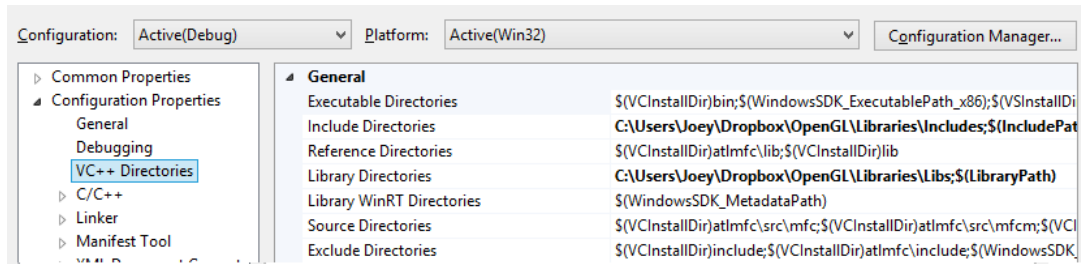 Configuration: Active(Debug) Platform: Active(Win32) Configuration Manager...
Common Properties
Configuration Properties
General
Debugging
VC++ Directories
C/C++
Linker
Manifest Tool
General
Executable Directories $(VCInstallDir)bin;$(WindowsSDK_ExecutablePath_x86);$(VSInstallDi
Include Directories C:\Users\Joey\Dropbox\OpenGL\Libraries\Includes;$(IncludePat
Reference Directories $(VCInstallDir)atlmfc\lib;$(VCInstallDir)lib
Library Directories C:\Users\Joey\Dropbox\OpenGL\Libraries\Libs;$(LibraryPath)
Library WinRT Directories $(WindowsSDK_MetadataPath)
Source Directories $(VCInstallDir)atlmfc\src\mfc;$(VCInstallDir)atlmfc\src\mfcm;$(VCI
Exclude Directories $(VCInstallDir)include;$(VCInstallDir)atlmfc\include;$(WindowsSDK_